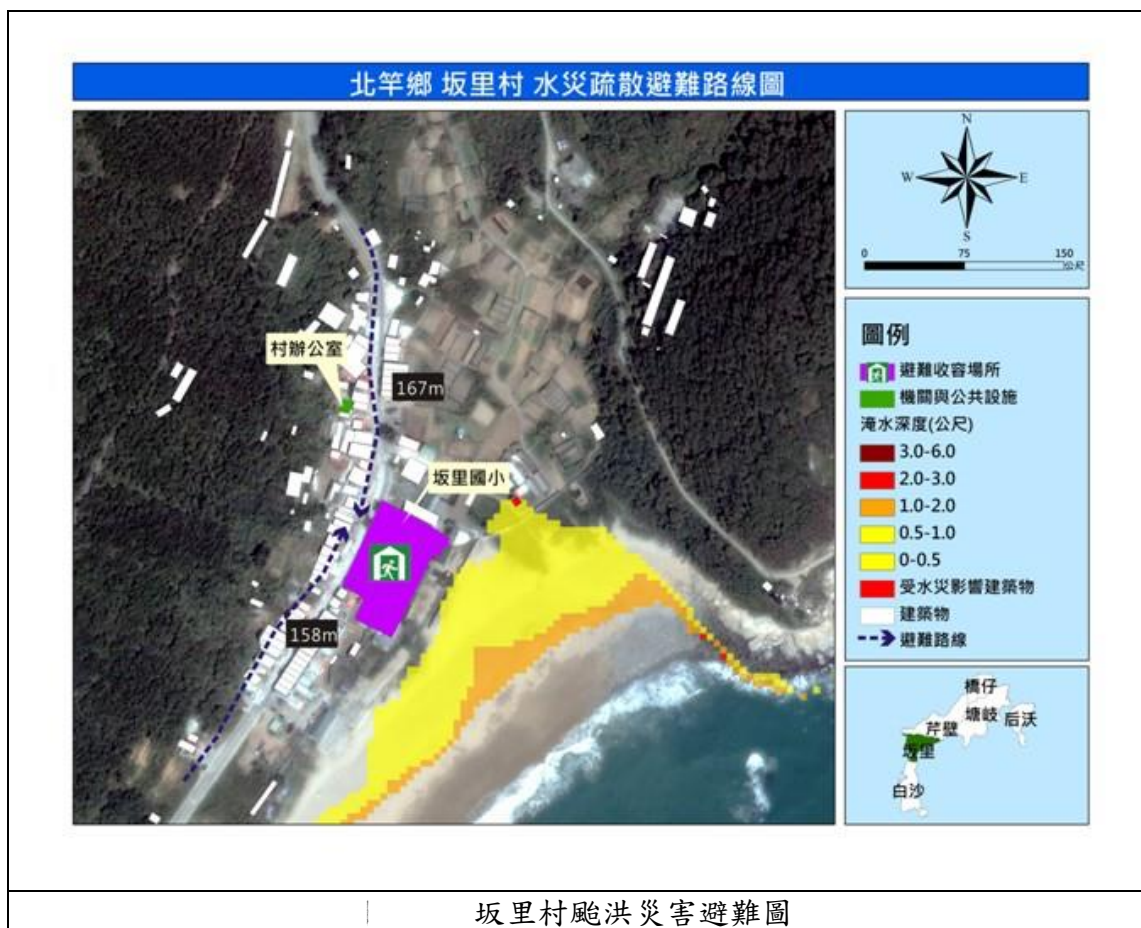 北竿鄉 坂里村 水災疏散避難路線圖
村辦公室
167m
坂里國小
158m
N
W
E
S
0
75
150
公尺
圖例
避難收容場所
機關與公共設施
淹水深度(公尺)
3.0-6.0
2.0-3.0
1.0-2.0
0.5-1.0
0-0.5
受水災影響建築物
建築物
避難路線
橋仔
塘岐
后沃
芹壁
坂里
白沙
坂里村颱洪災害避難圖